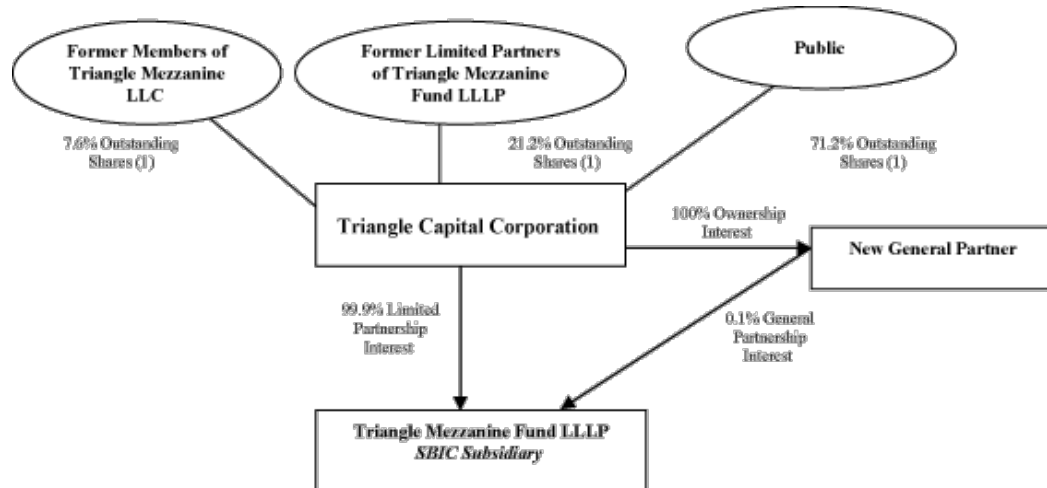 Former Members of
Triangle Mezzanine
LLC
Former Limited Partners
of Triangle Mezzanine
Fund LLLP
Public
7.6% Outstanding
Shares (1)
21.2% Outstanding
Shares (1)
71.2% Outstanding
Shares (1)
Triangle Capital Corporation
100% Ownership
Interest
New General Partner
99.9% Limited
Partnership
Interest
0.1% General
Partnership
Interest
Triangle Mezzanine Fund LLLP
SBIC Subsidiary